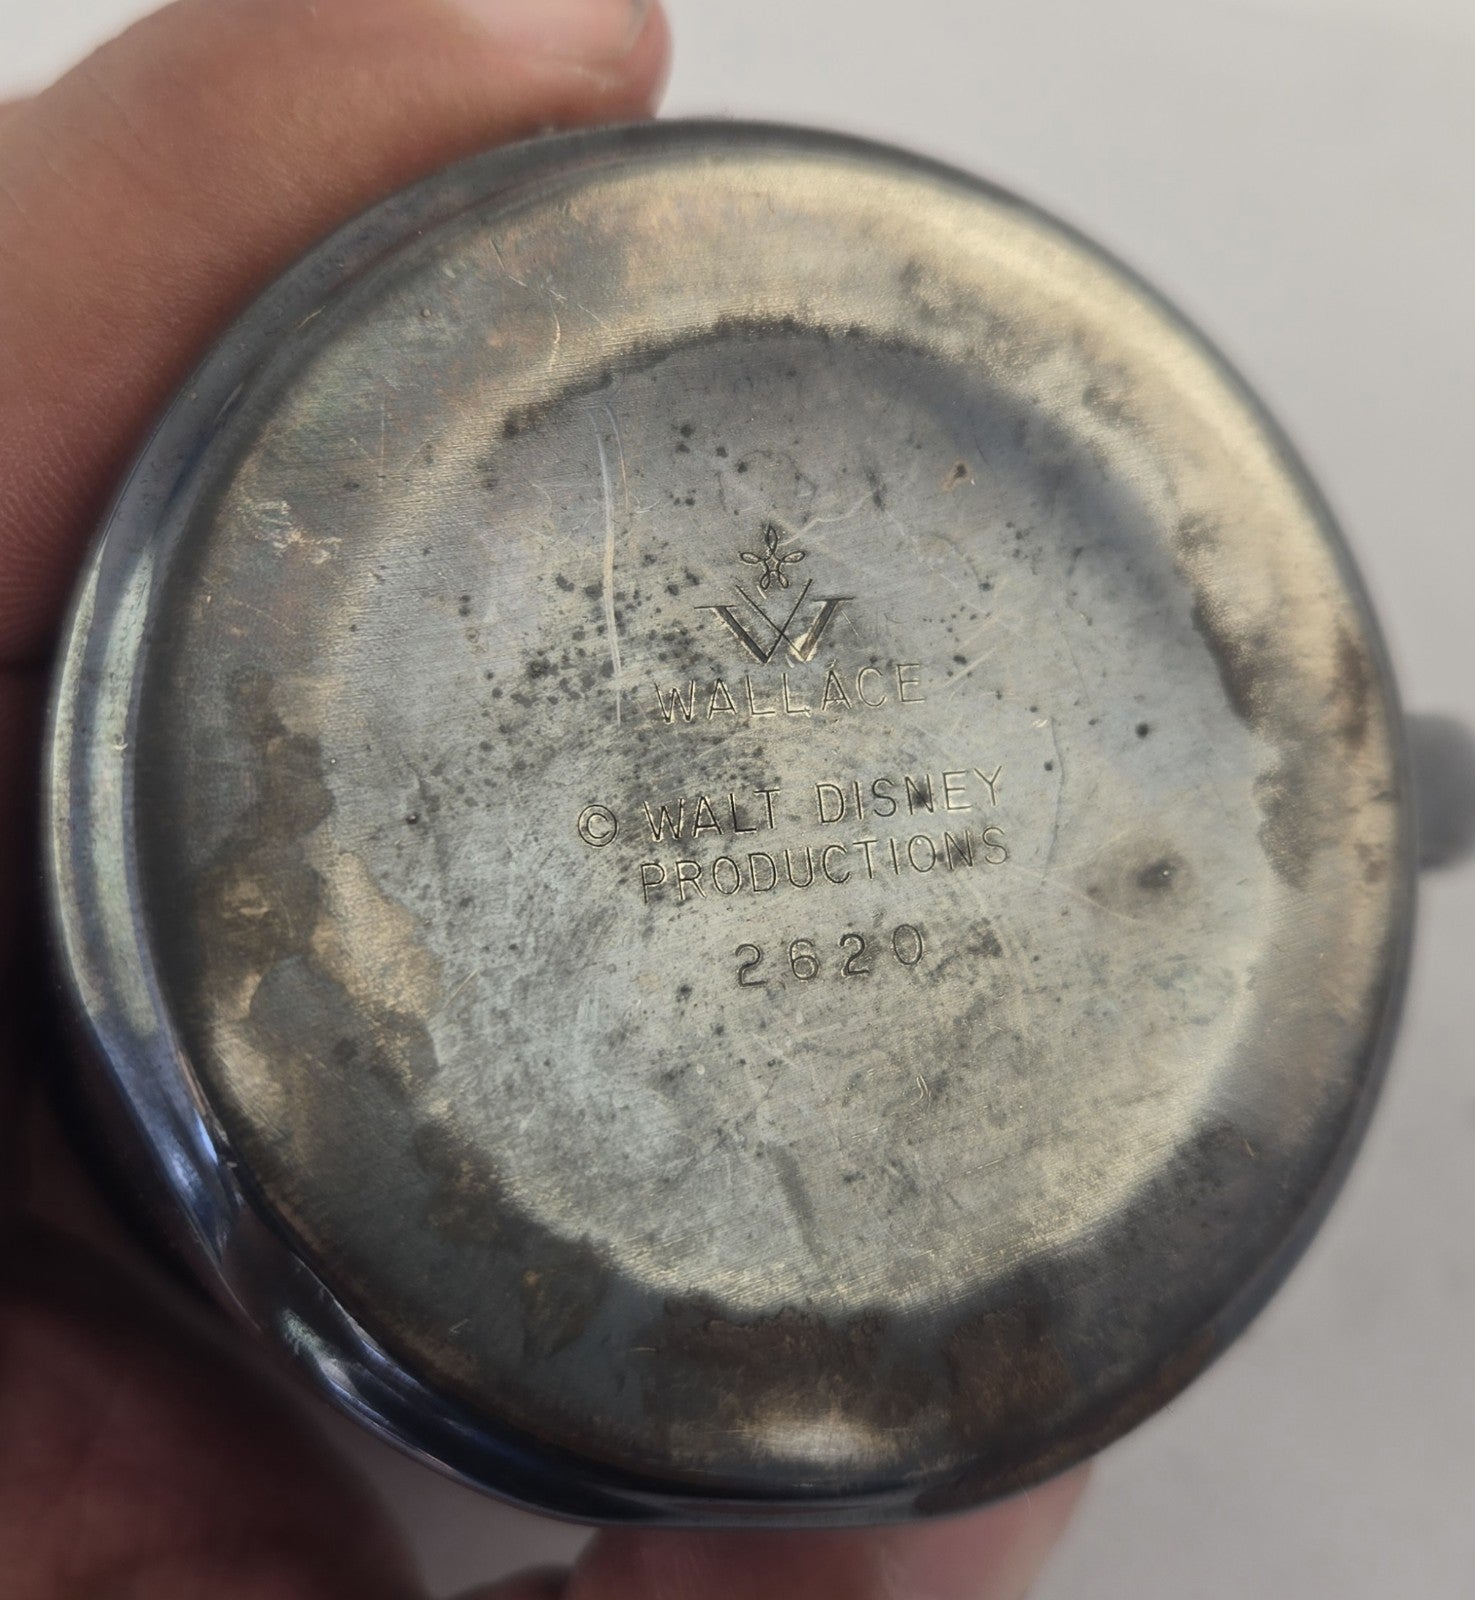 W
WALLACE
© WALT DISNEY
PRODUCTIONS
2620